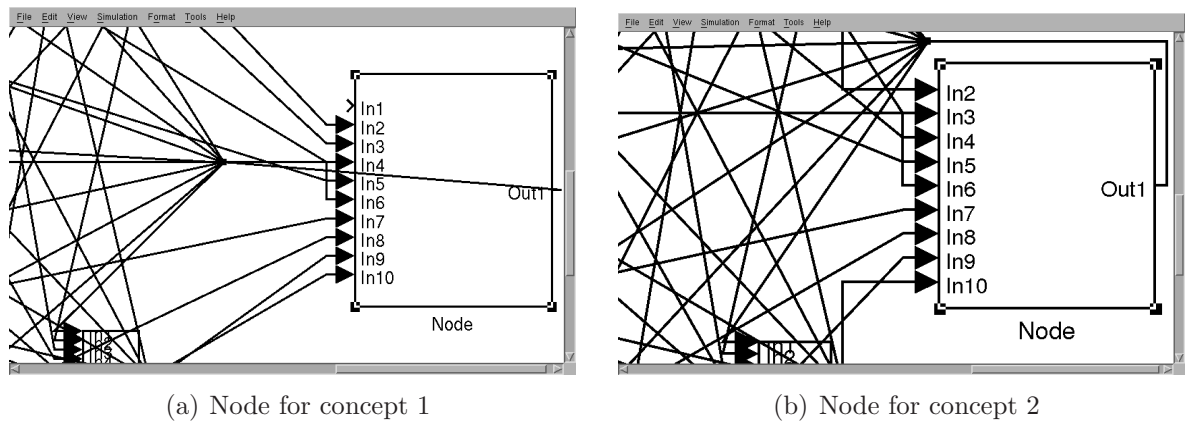 File Edit View Simulation Format Tools Help
In1
In2
In3
In4
In5
In6
In7
In8
In9
In10
Out1
Node
(a) Node for concept 1
File Edit View Simulation Format Tools Help
In2
In3
In4
In5
In6
In7
In8
In9
In10
Out1
Node
(b) Node for concept 2